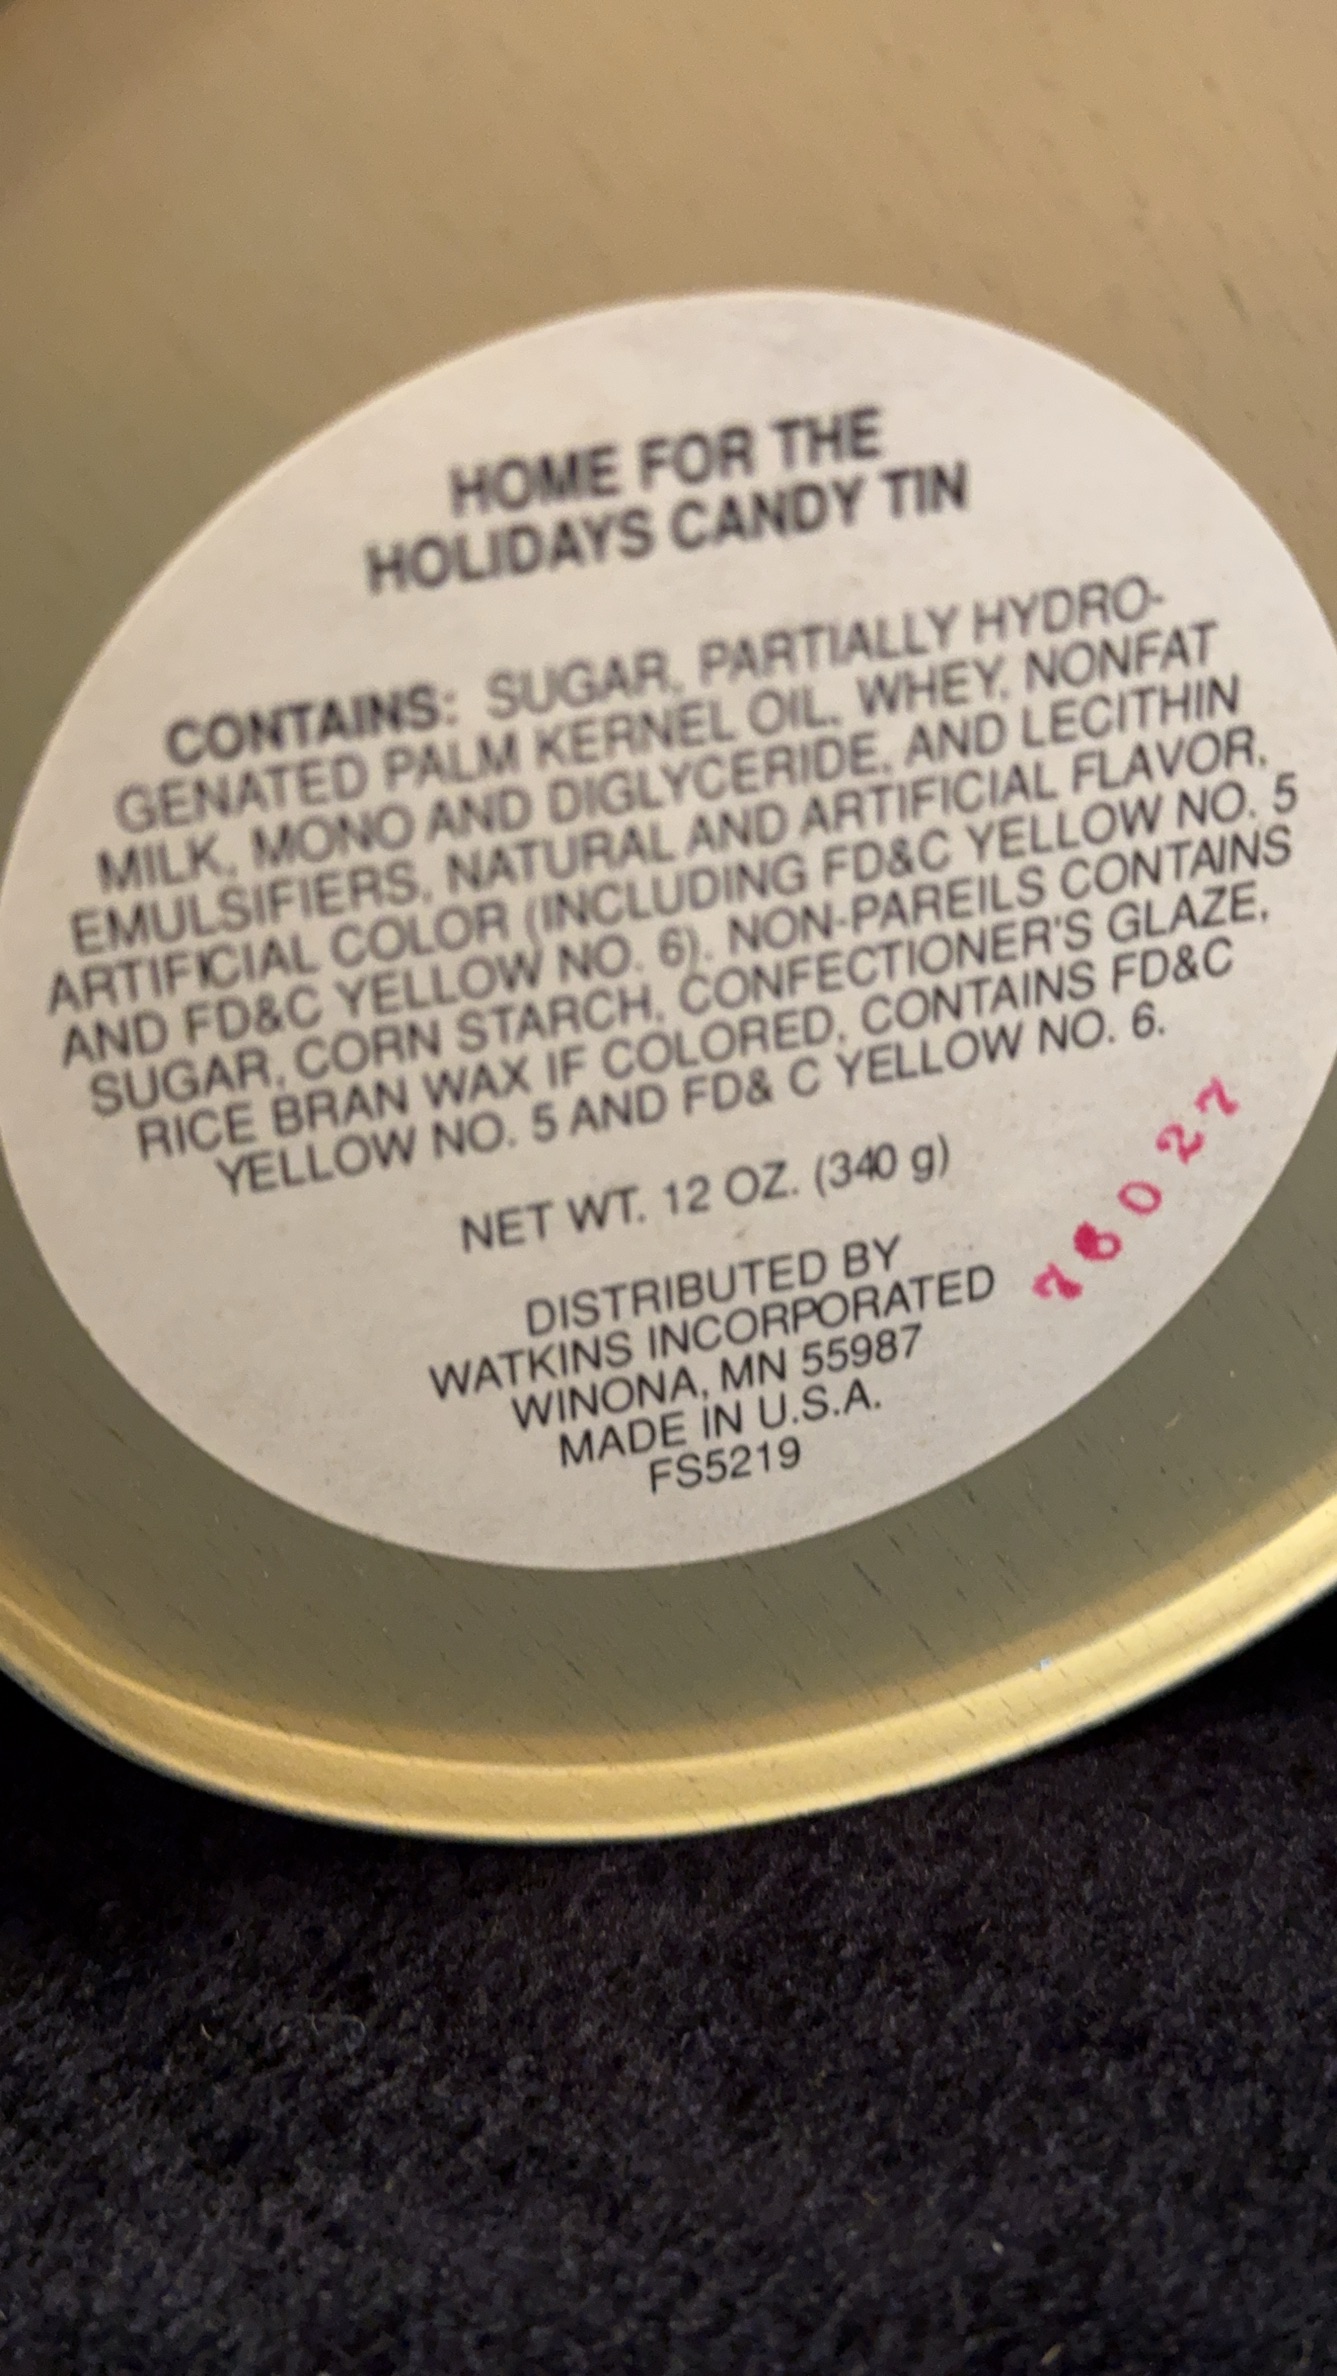 HOME FOR THE
HOLIDAYS CANDY TIN
CONTAINS: SUGAR, PARTIALLY HYDRO-
GENATED PALM KERNEL OIL, WHEY, NONFAT
MILK, MONO AND DIGLYCERIDE, AND LECITHIN
EMULSIFIERS, NATURAL AND ARTIFICIAL FLAVOR,
ARTIFICIAL COLOR (INCLUDING FD&C YELLOW NO. 5
AND FD&C YELLOW NO. 6). NON-PAREILS CONTAINS
SUGAR, CORN STARCH, CONFECTIONER'S GLAZE,
RICE BRAN WAX IF COLORED, CONTAINS FD&C
YELLOW NO. 5 AND FD& C YELLOW NO. 6.
NET WT. 12 OZ. (340 g)
76027
DISTRIBUTED BY
WATKINS INCORPORATED
WINONA, MN 55987
MADE IN U.S.A.
FS5219